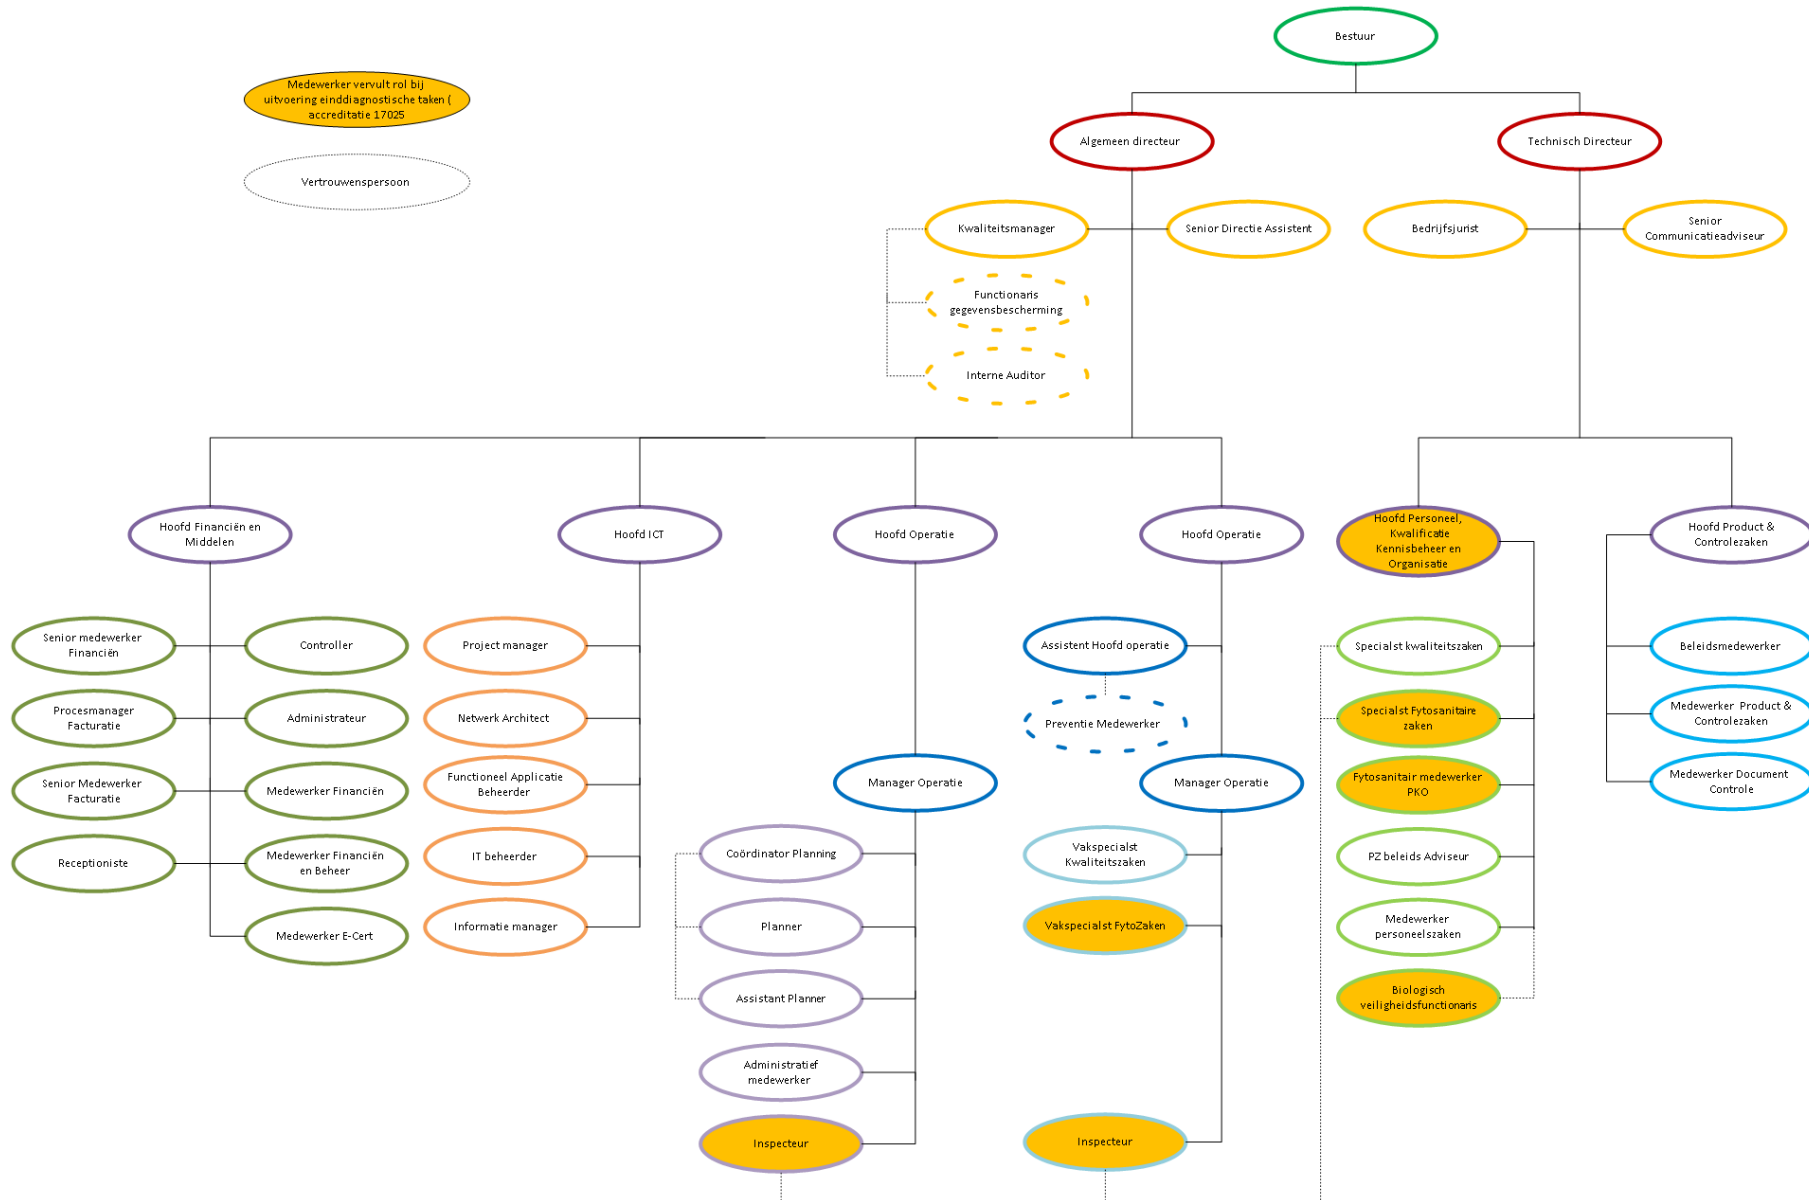 Bestuur
Medewerker vervult rol bij
uitvoering einddiagnostische taken (
accreditatie 17025
Algemeen directeur
Technisch Directeur
Vertrouwenspersoon
Kwaliteitsmanager
Senior Directie Assistent
Bedrijfsjurist
Senior
Communicatieadviseur
Functionaris
gegevensbescherming
Interne Auditor
Hoofd Financiën en
Middelen
Hoofd ICT
Hoofd Operatie
Hoofd Operatie
Hoofd Personeel,
Kwalificatie
Kennisbeheer en
Organisatie
Hoofd Product &
Controlezaken
Senior medewerker
Financiën
Controller
Project manager
Assistent Hoofd operatie
Specialst kwaliteitszaken
Beleidsmedewerker
Procesmanager
Facturatie
Administrateur
Netwerk Architect
Preventie Medewerker
Specialst Fytosanitaire
zaken
Medewerker Product &
Controlezaken
Senior Medewerker
Facturatie
Medewerker Financiën
Functioneel Applicatie
Beheerder
Manager Operatie
Manager Operatie
Fytosanitair medewerker
PKO
Medewerker Document
Controle
Receptioniste
Medewerker Financiën
en Beheer
IT beheerder
Coördinator Planning
Vakspecialst
Kwaliteitszaken
PZ beleids Adviseur
Medewerker E-Cert
Informatie manager
Planner
Vakspecialst FytoZaken
Medewerker
personeelszaken
Assistant Planner
Biologisch
veiligheidsfunctionaris
Administratief
medewerker
Inspecteur
Inspecteur